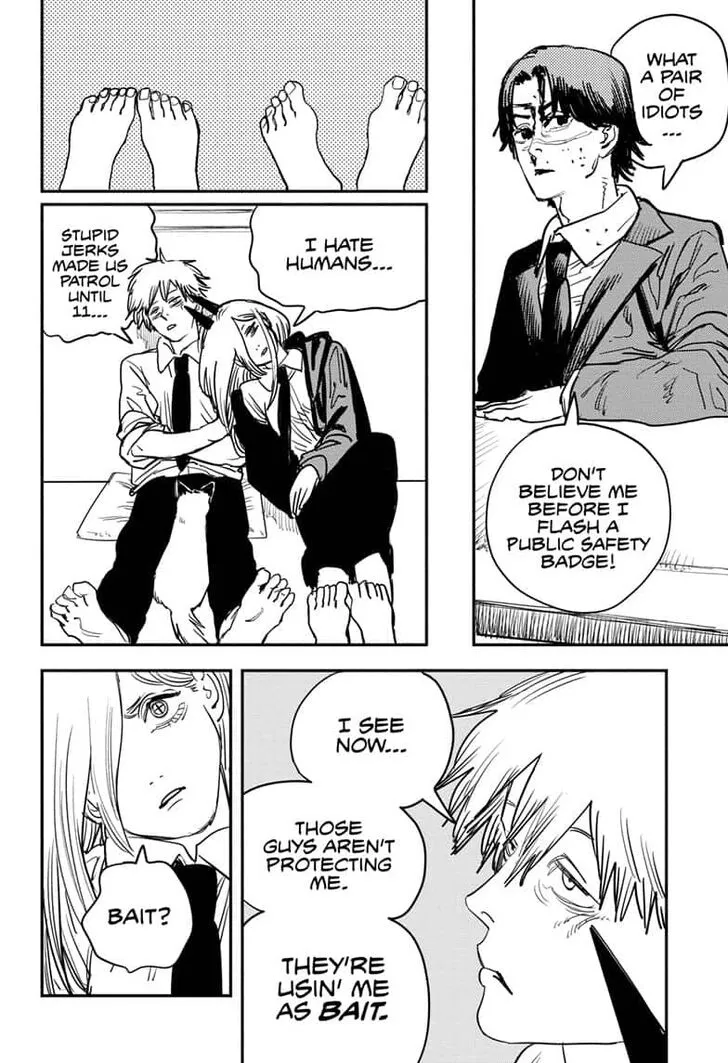 WHAT
A PAIR
OF
IDIOTS
...
DON'T
BELIEVE ME
BEFORE I
FLASH A
PUBLIC SAFETY
BADGE!
I HATE
HUMANS...
STUPID
JERKS
MADE US
PATROL
UNTIL
11...
I SEE
NOW...
THOSE
GUYS AREN'T
PROTECTING
ME.
THEY'RE
USIN' ME
AS BAIT.
BAIT?